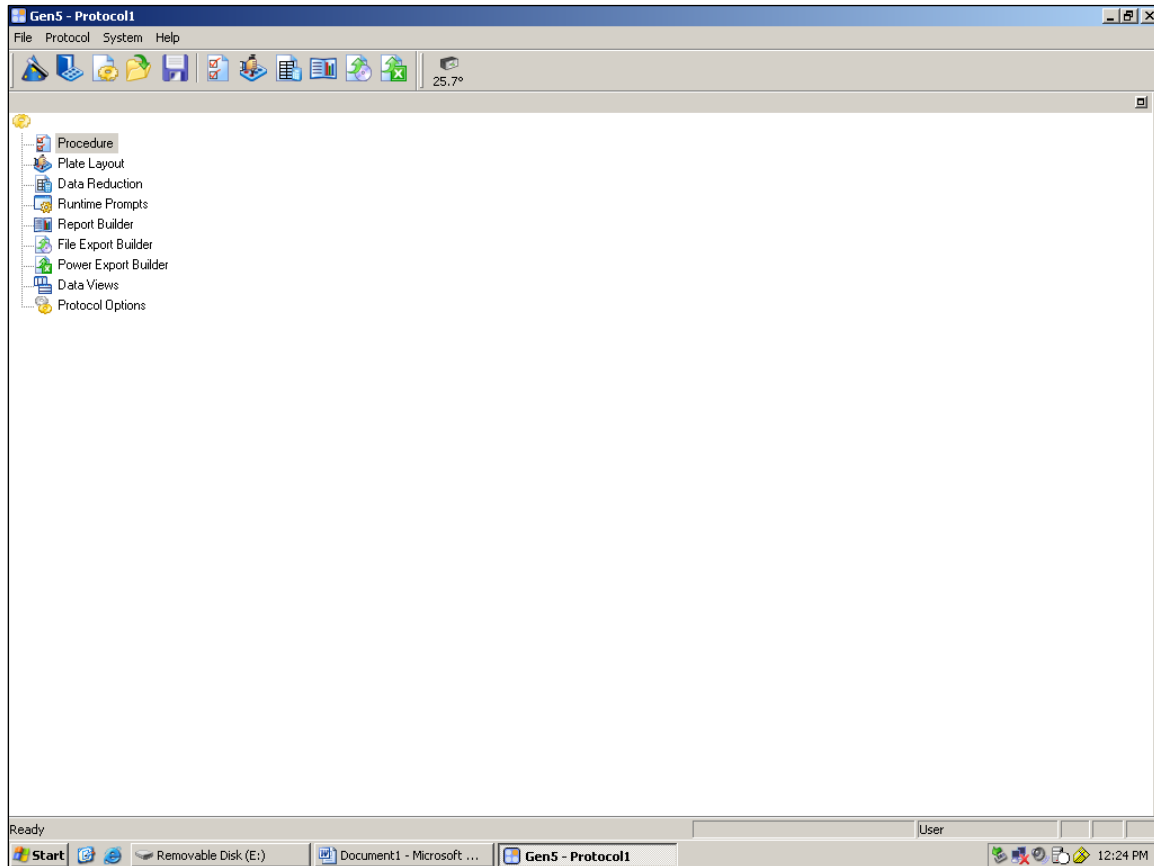 Gen5 - Protocol1
File Protocol System Help
25.7°
Procedure
Plate Layout
Data Reduction
Runtime Prompts
Report Builder
File Export Builder
Power Export Builder
Data Views
Protocol Options
Ready User
Start Removable Disk (E:) Document1 - Microsoft ... Gen5 - Protocol1 12:24 PM